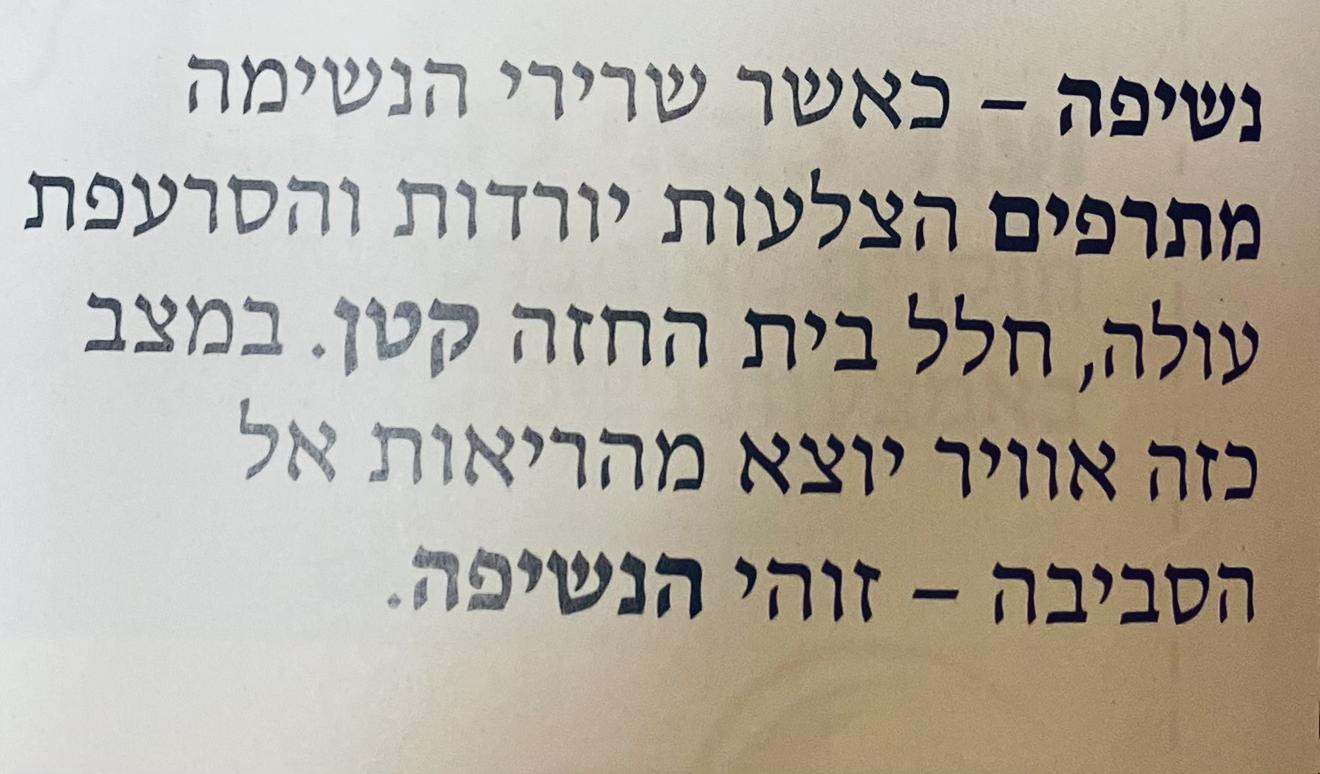 נשיפה – כאשר שרירי הנשימה
מתרפים הצלעות יורדות והסרעפת
עולה, חלל בית החזה קטן. במצב
כזה אוויר יוצא מהריאות אל
הסביבה – זוהי הנשיפה.